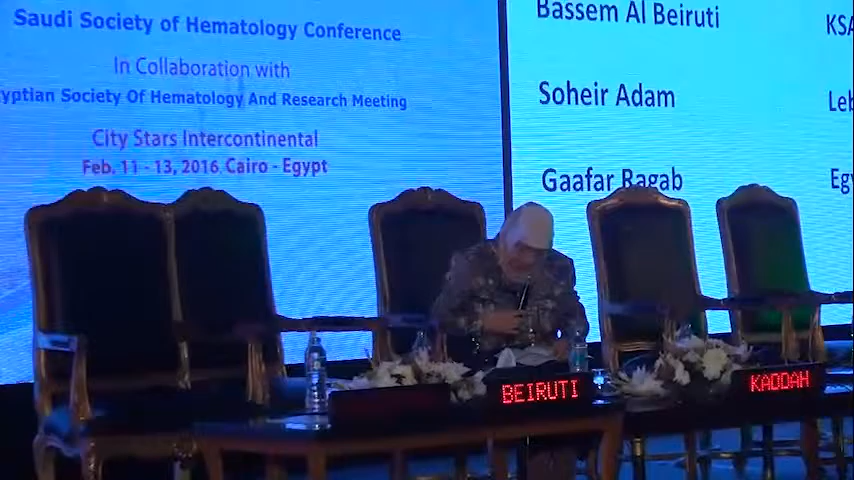 Saudi Society of Hematology Conference
In Collaboration with
yptian Society Of Hematology And Research Meeting
City Stars Intercontinental
Feb. 11 - 13, 2016 Cairo - Egypt
Bassem Al Beiruti KSA
Soheir Adam Leb
Gaafar Ragab Egy
BEIRUTI
KADDAH